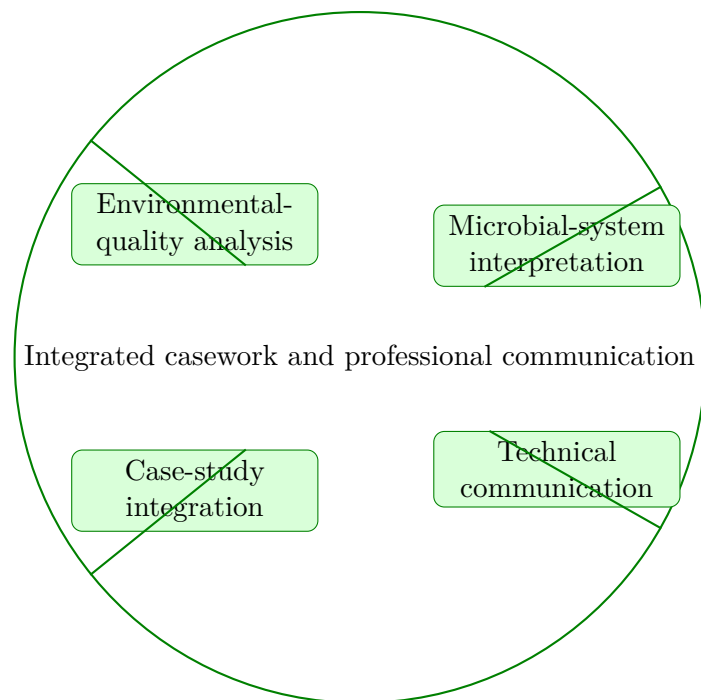 Environmental-
quality analysis
Microbial-system
interpretation
Integrated casework and professional communication
Case-study
integration
Technical
communication